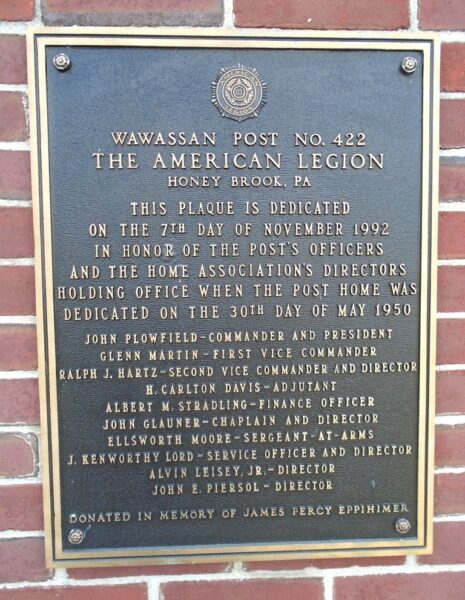 AMERICAN
LEGION
WAWASSAN POST NO. 422
THE AMERICAN LEGION
HONEY BROOK, PA
THIS PLAQUE IS DEDICATED
ON THE 7TH DAY OF NOVEMBER 1992
IN HONOR OF THE POST'S OFFICERS
AND THE HOME ASSOCIATION'S DIRECTORS
HOLDING OFFICE WHEN THE POST HOME WAS
DEDICATED ON THE 30TH DAY OF MAY 1950
JOHN PLOWFIELD-COMMANDER AND PRESIDENT
GLENN MARTIN-FIRST VICE COMMANDER
RALPH J. HARTZ-SECOND VICE COMMANDER AND DIRECTOR
H. CARLTON DAVIS-ADJUTANT
ALBERT M. STRADLING-FINANCE OFFICER
JOHN GLAUNER-CHAPLAIN AND DIRECTOR
ELLSWORTH MOORE-SERGEANT-AT-ARMS
J. KENWORTHY LORD-SERVICE OFFICER AND DIRECTOR
ALVIN LEISEY, JR.-DIRECTOR
JOHN E. PIERSOL-DIRECTOR
DONATED IN MEMORY OF JAMES PERCY EPPIHIMER